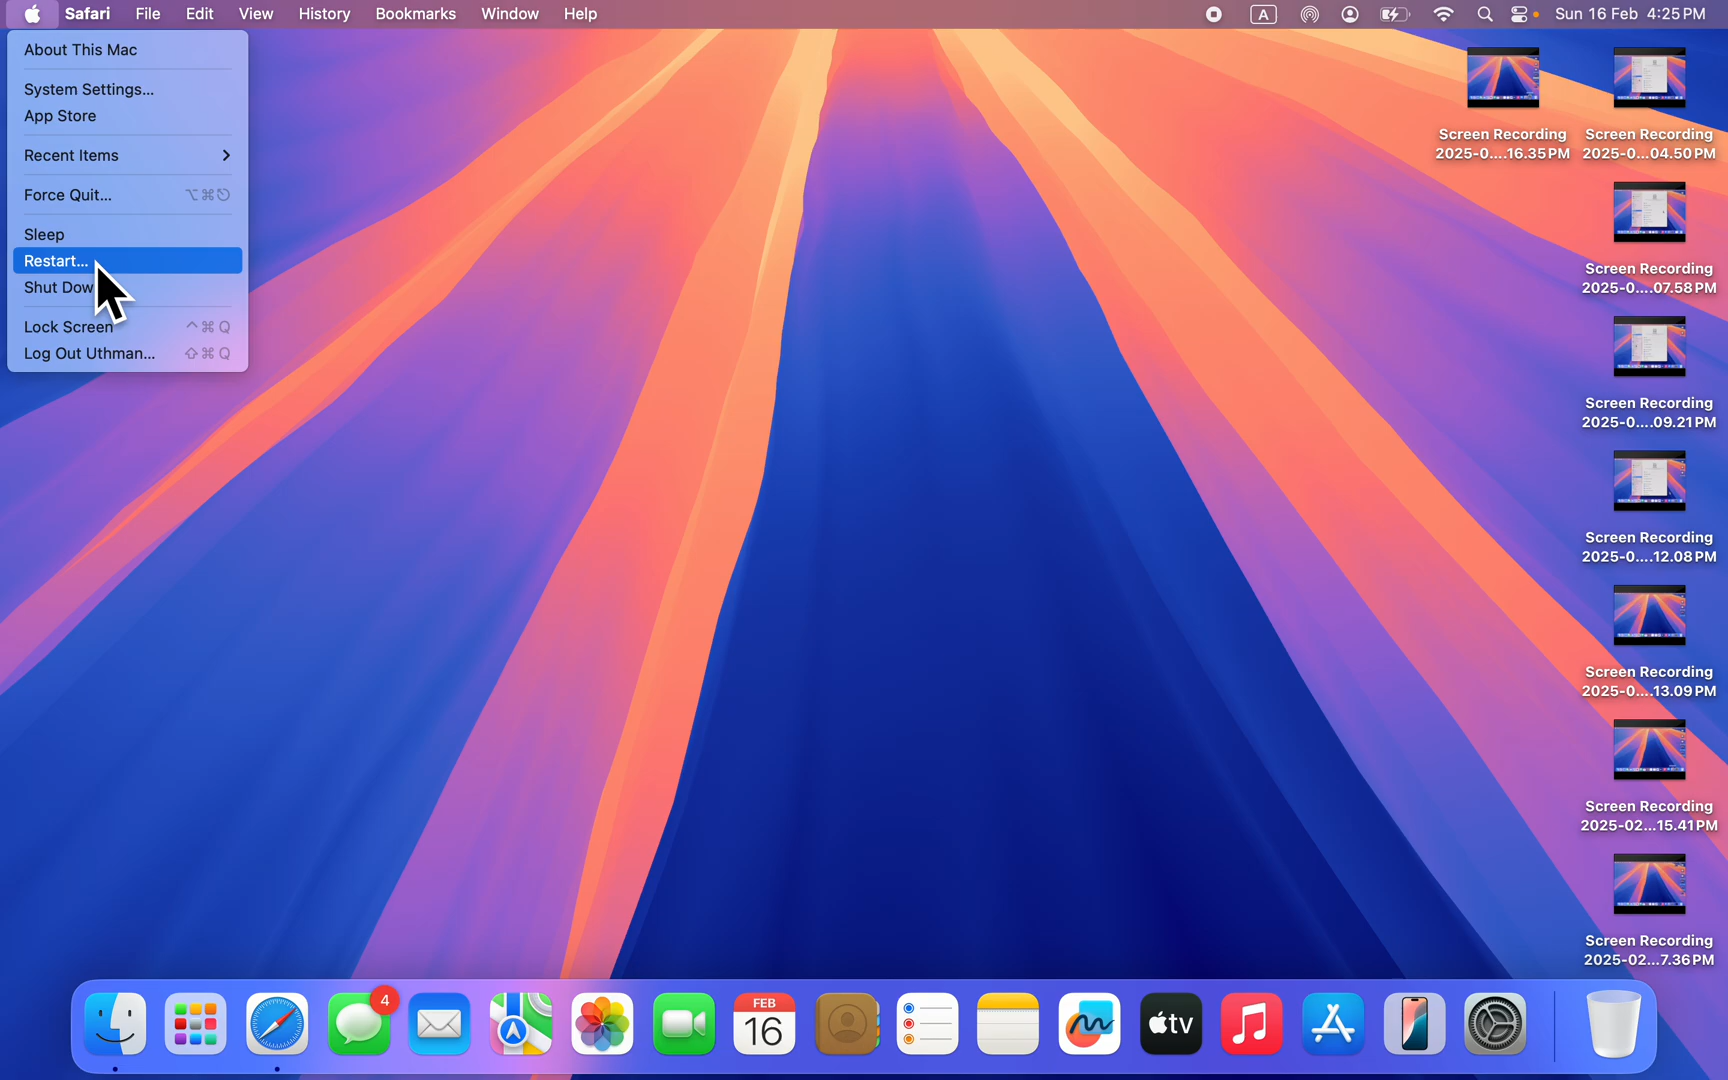 Safari File Edit View History Bookmarks Window Help A Sun 16 Feb 4:25 PM
About This Mac
System Settings...
App Store
Recent Items
Force Quit... ⌥⌘⎋
Sleep
Restart...
Shut Dow
Lock Screen ^⌘Q
Log Out Uthman... ⇧⌘Q
Screen Recording
2025-0....16.35 PM
Screen Recording
2025-0...04.50 PM
Screen Recording
2025-0....07.58 PM
Screen Recording
2025-0....09.21 PM
Screen Recording
2025-0....12.08 PM
Screen Recording
2025-0....13.09 PM
Screen Recording
2025-02...15.41 PM
Screen Recording
2025-02...7.36 PM
4
FEB
16
tv